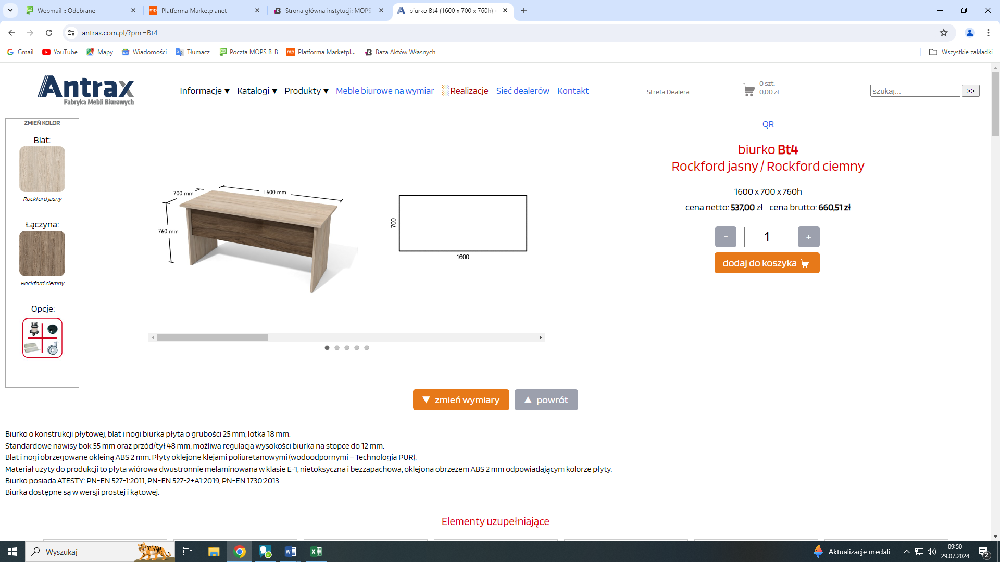 Webmail :: Odebrane
Platforma Marketplanet
Strona główna instytucji: MOPS
biurko Bt4 (1600 x 700 x 760h)
antrax.com.pl/?pnr=Bt4
Gmail
YouTube
Mapy
Wiadomości
Tłumacz
Poczta MOPS B_B
mp
Platforma Marketpl...
Baza Aktów Własnych
Wszystkie zakładki
Antrax
Fabryka Mebli Biurowych
Informacje ▼
Katalogi ▼
Produkty ▼
Meble biurowe na wymiar
Realizacje
Sieć dealerów
Kontakt
Strefa Dealera
0 szt.
0,00 zł
szukaj...
>>
ZMIEŃ KOLOR
Blat:
Rockford jasny
Łączyna:
Rockford ciemny
Opcje:
700 mm
1600 mm
760 mm
700
1600
QR
biurko Bt4
Rockford jasny / Rockford ciemny
1600 x 700 x 760h
cena netto: 537,00 zł cena brutto: 660,51 zł
- 1 +
dodaj do koszyka
▼ zmień wymiary
▲ powrót
Biurko o konstrukcji płytowej, blat i nogi biurka płyta o grubości 25 mm, lotka 18 mm.
Standardowe nawisy bok 55 mm oraz przód/tył 48 mm, możliwa regulacja wysokości biurka na stopce do 12 mm.
Blat i nogi obrzegowane okleiną ABS 2 mm. Płyty oklejone klejami poliuretanowymi (wodoodpornymi – Technologia PUR).
Materiał użyty do produkcji to płyta wiórowa dwustronnie melaminowana w klasie E-1, nietoksyczna i bezzapachowa, oklejona obrzeżem ABS 2 mm odpowiadającym kolorze płyty.
Biurko posiada ATESTY: PN-EN 527-1:2011, PN-EN 527-2+A1:2019, PN-EN 1730:2013
Biurka dostępne są w wersji prostej i kątowej.
Elementy uzupełniające
Wyszukaj
Aktualizacje medali
09:50
29.07.2024
2